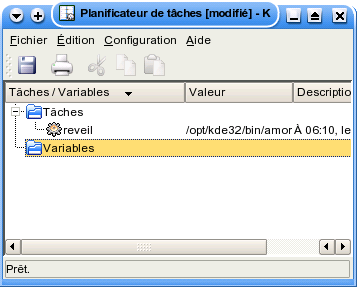 Planificateur de tâches [modifié] - K
Fichier Édition Configuration Aide
Tâches / Variables Valeur Descriptio
Tâches
reveil /opt/kde32/bin/amor À 06:10, le
Variables
Prêt.